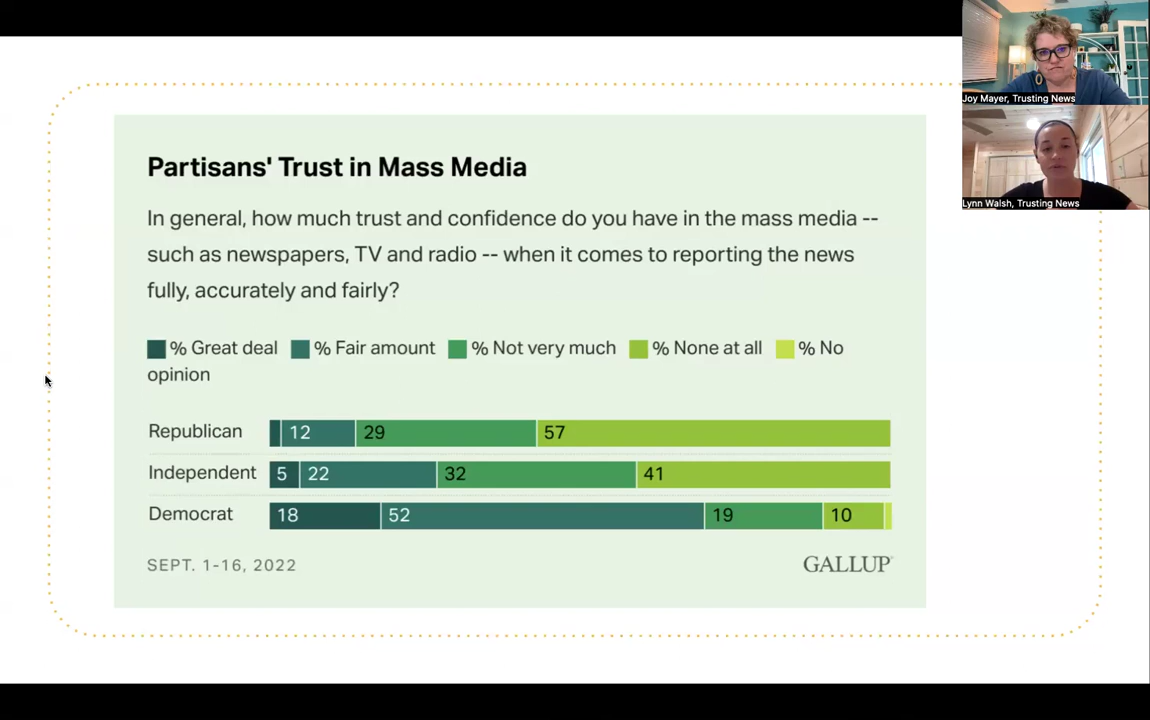 Joy Mayer, Trusting News
Lynn Walsh, Trusting News
Partisans' Trust in Mass Media
In general, how much trust and confidence do you have in the mass media --
such as newspapers, TV and radio -- when it comes to reporting the news
fully, accurately and fairly?
% Great deal % Fair amount % Not very much % None at all % No
opinion
Republican 12 29 57
Independent 5 22 32 41
Democrat 18 52 19 10
SEPT. 1-16, 2022 GALLUP